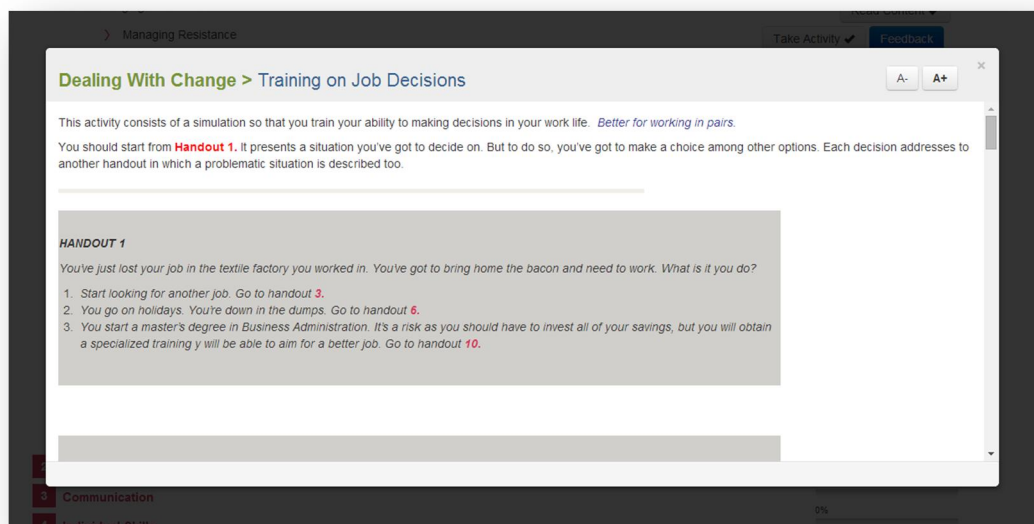 Managing Resistance
Take Activity ✔ Feedback
Dealing With Change > Training on Job Decisions
A- A+ ×
This activity consists of a simulation so that you train your ability to making decisions in your work life. Better for working in pairs.
You should start from Handout 1. It presents a situation you've got to decide on. But to do so, you've got to make a choice among other options. Each decision addresses to
another handout in which a problematic situation is described too.
HANDOUT 1
You've just lost your job in the textile factory you worked in. You've got to bring home the bacon and need to work. What is it you do?
1. Start looking for another job. Go to handout 3.
2. You go on holidays. You're down in the dumps. Go to handout 6.
3. You start a master's degree in Business Administration. It's a risk as you should have to invest all of your savings, but you will obtain
a specialized training y will be able to aim for a better job. Go to handout 10.
3 Communication
0%